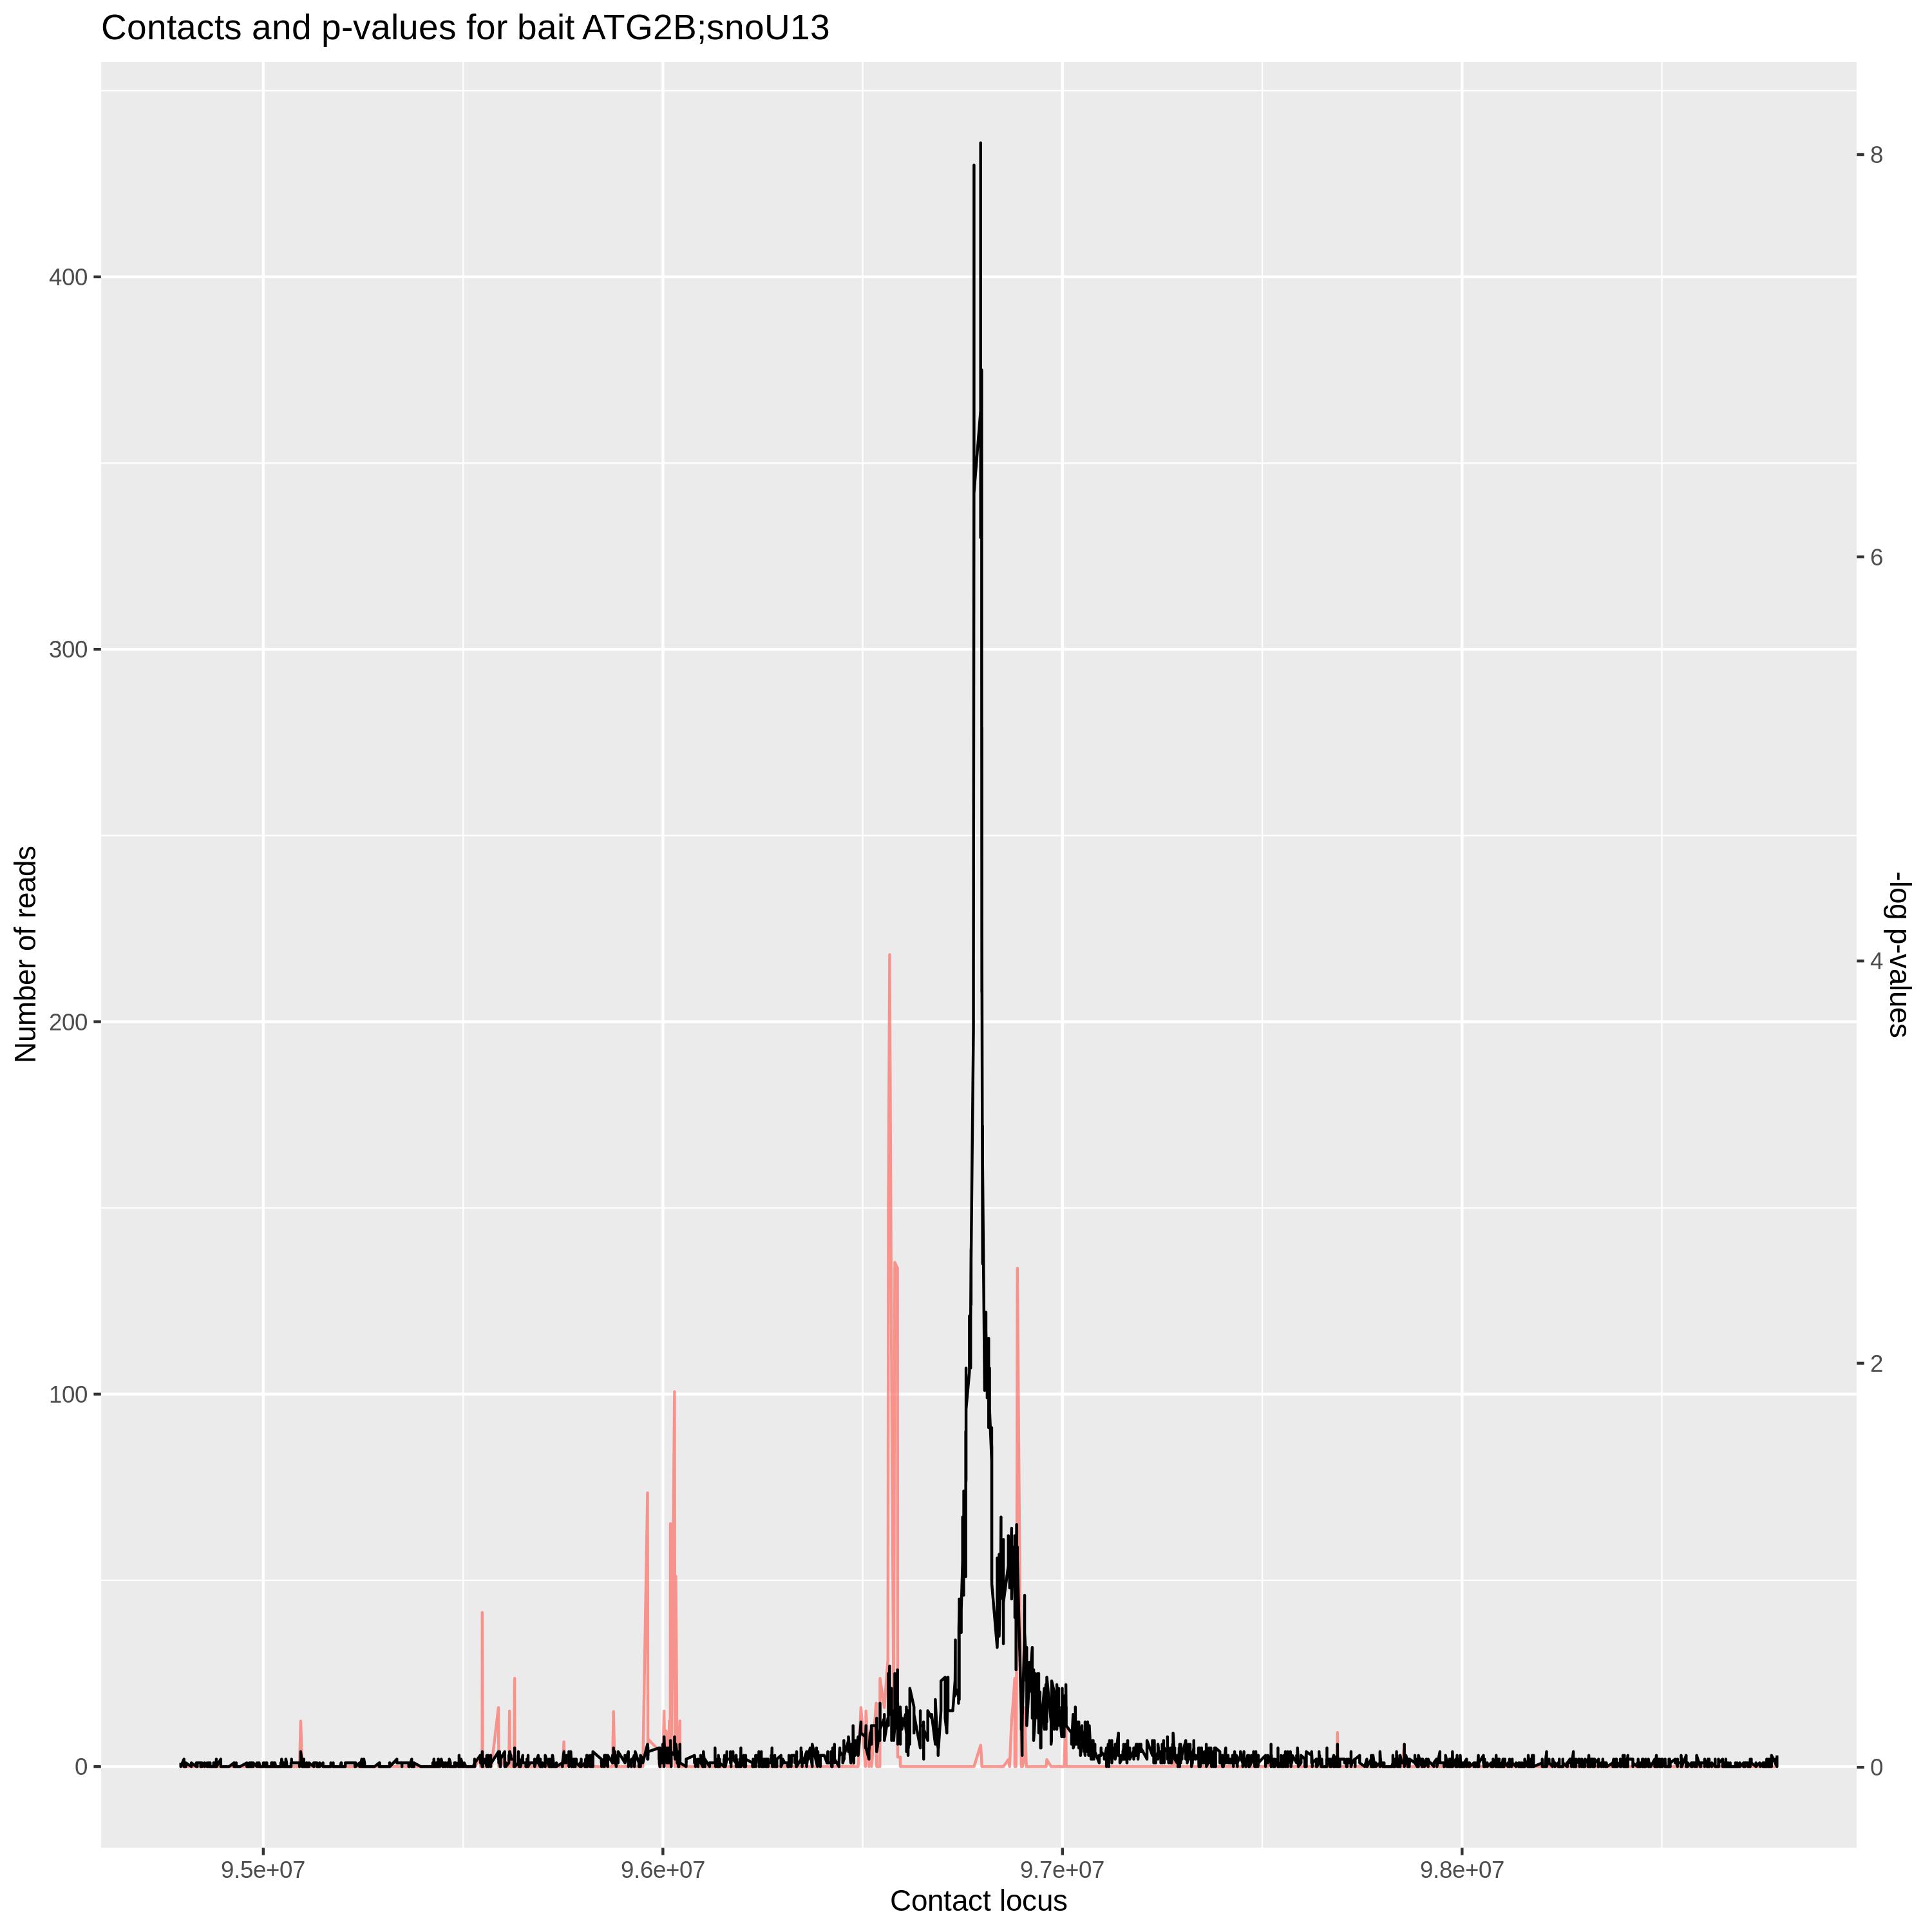 Contacts and p-values for bait ATG2B;snoU13
Number of reads
400
300
200
100
0
8
6
4
2
0
-log p-values
9.5e+07
9.6e+07
9.7e+07
9.8e+07
Contact locus